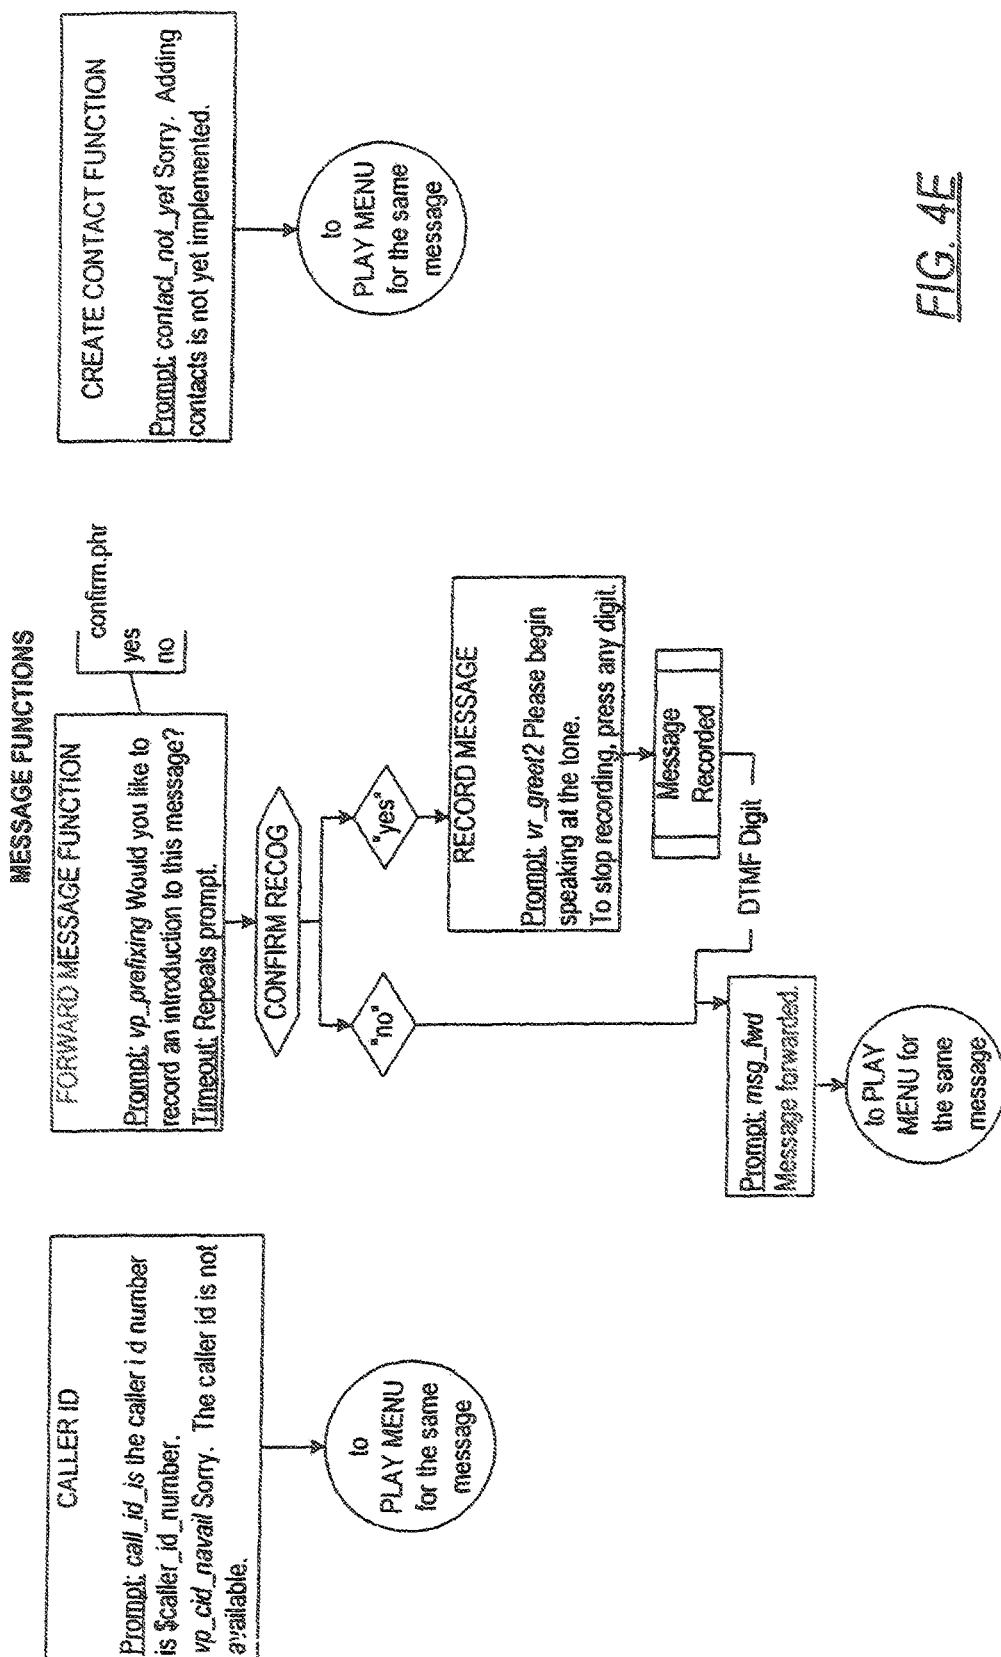 MESSAGE FUNCTIONS
CALLER ID
Prompt: call_id_is the caller i d number
is $caller_id_number.
vp_cid_navail Sorry. The caller id is not
available.
to
PLAY MENU
for the same
message
FORWARD MESSAGE FUNCTION
Prompt: vp_prefixing Would you like to
record an introduction to this message?
Timeout: Repeats prompt.
confirm.phr
yes
no
CONFIRM RECOG
"no"
"yes"
RECORD MESSAGE
Prompt: vr_greet2 Please begin
speaking at the tone.
To stop recording, press any digit.
Message
Recorded
DTMF Digit
Prompt: msg_fwd
Message forwarded.
to PLAY
MENU for
the same
message
CREATE CONTACT FUNCTION
Prompt: contact_not_yet Sorry. Adding
contacts is not yet implemented.
to
PLAY MENU
for the same
message
FIG. 4E